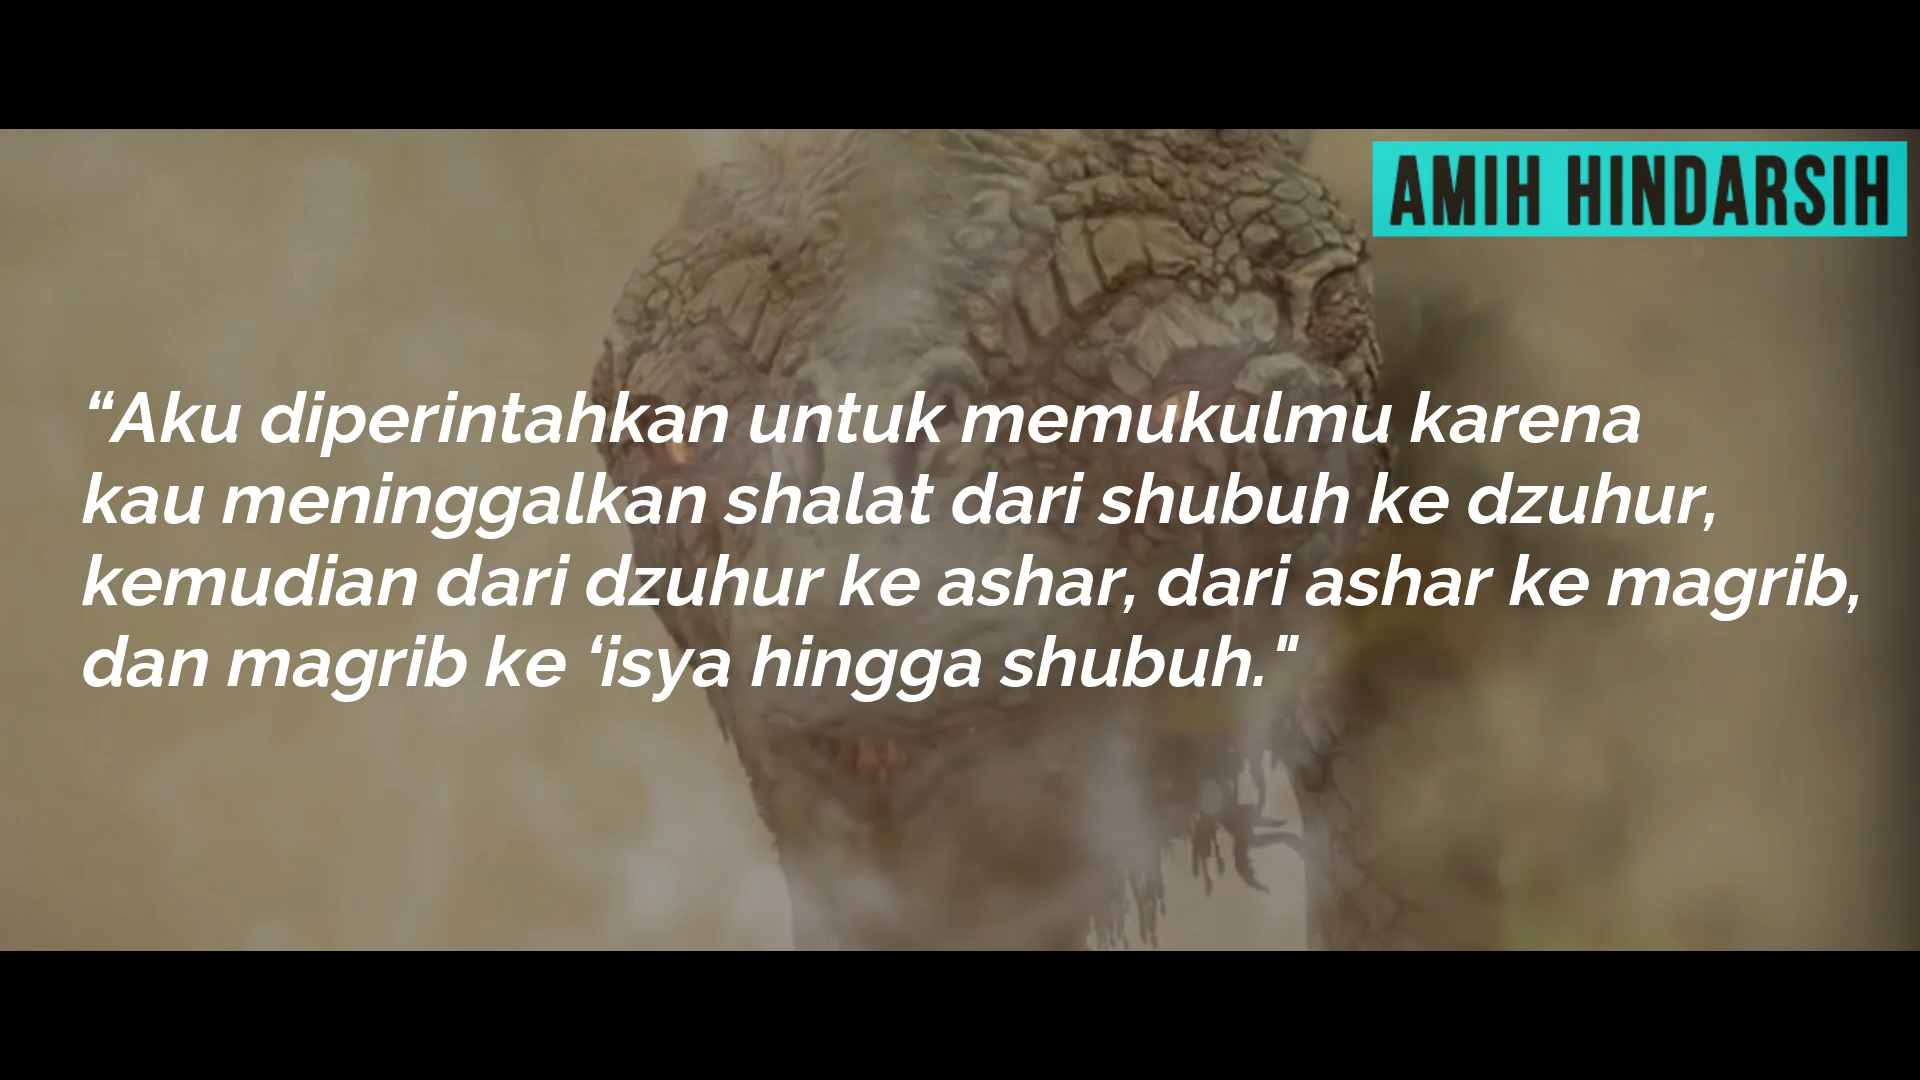 AMIH HINDARSIH
“Aku diperintahkan untuk memukulmu karena
kau meninggalkan shalat dari shubuh ke dzuhur,
kemudian dari dzuhur ke ashar, dari ashar ke magrib,
dan magrib ke ‘isya hingga shubuh."